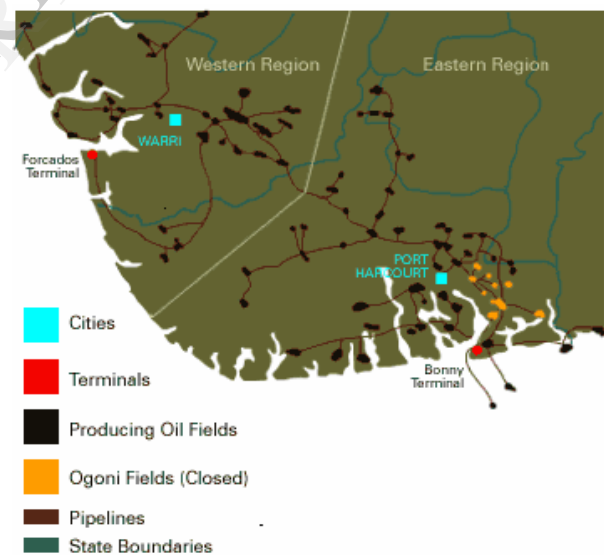 Western Region
Eastern Region
WARRI
Forcados
Terminal
PORT
HARCOURT
Bonny
Terminal
Cities
Terminals
Producing Oil Fields
Ogoni Fields (Closed)
Pipelines
State Boundaries